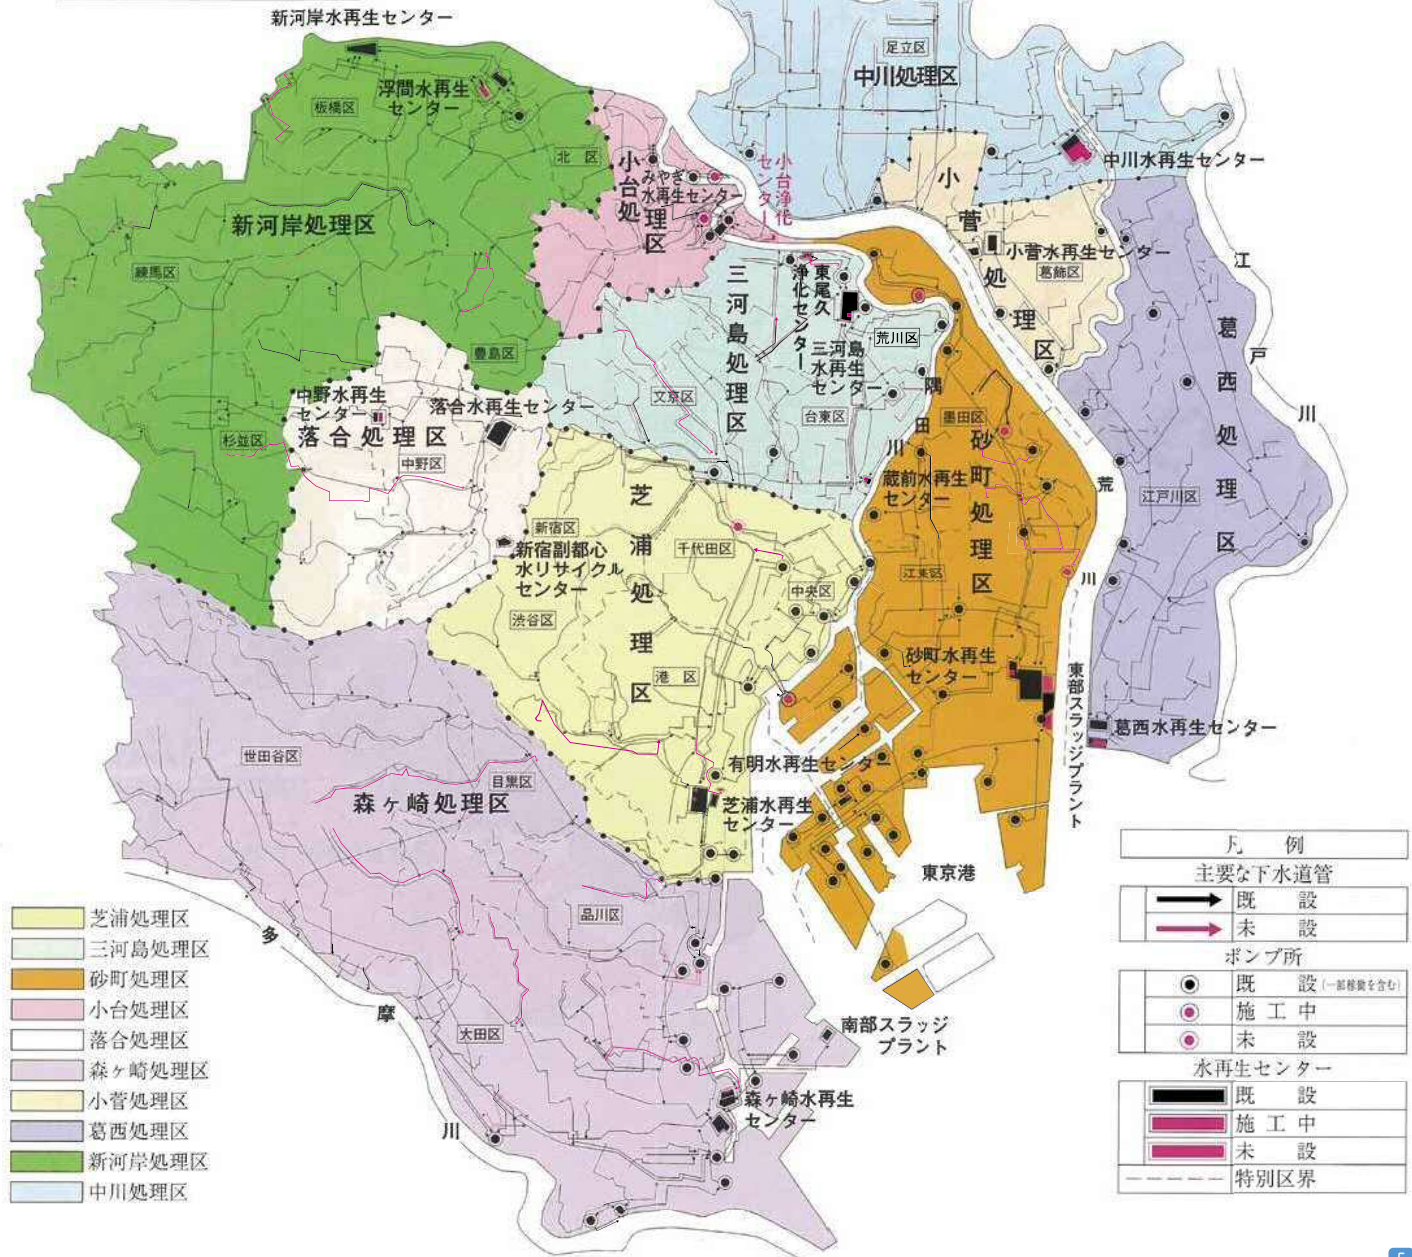 新河岸水再生センター
足立区
中川処理区
浮間水再生
センター
板橋区
北 区
小台処理区
みやぎ
水再生センター
小台浄化
センター
中川水再生センター
新河岸処理区
練馬区
小菅処理区
小菅水再生センター
葛飾区
江戸川
三河島処理区
東尾久
浄化センター
三河島
水再生
センター
荒川区
葛西処理区
豊島区
文京区
台東区
隅田川
墨田区
砂町処理区
中野水再生
センター
落合水再生センター
落合処理区
杉並区
中野区
蔵前水再生
センター
荒川
江戸川区
芝浦処理区
新宿区
新宿副都心
水リサイクル
センター
千代田区
中央区
江東区
渋谷区
港 区
砂町水再生
センター
東部スラッジプラント
葛西水再生センター
世田谷区
目黒区
森ヶ崎処理区
有明水再生センター
芝浦水再生
センター
東京港
品川区
多摩川
大田区
南部スラッジ
プラント
森ヶ崎水再生
センター
芝浦処理区
三河島処理区
砂町処理区
小台処理区
落合処理区
森ヶ崎処理区
小菅処理区
葛西処理区
新河岸処理区
中川処理区
凡 例
主要な下水道管
既 設
未 設
ポンプ所
既 設(一部稼働を含む)
施 工 中
未 設
水再生センター
既 設
施 工 中
未 設
特別区界